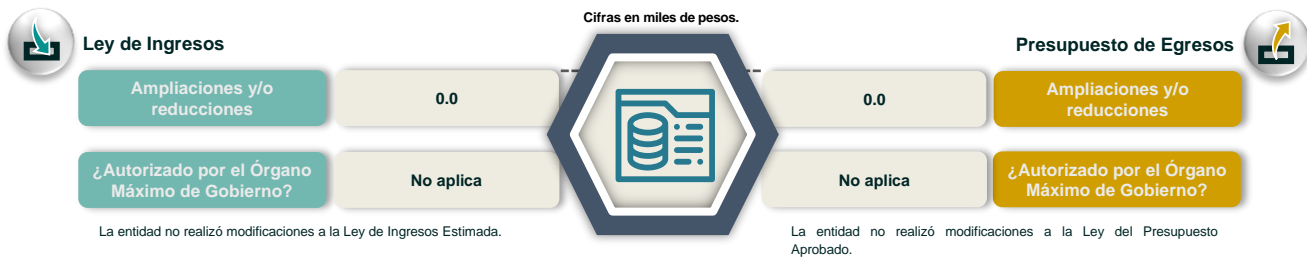 Cifras en miles de pesos.
Ley de Ingresos
Presupuesto de Egresos
Ampliaciones y/o
reducciones
0.0
0.0
Ampliaciones y/o
reducciones
¿Autorizado por el Órgano
Máximo de Gobierno?
No aplica
No aplica
¿Autorizado por el Órgano
Máximo de Gobierno?
La entidad no realizó modificaciones a la Ley de Ingresos Estimada.
La entidad no realizó modificaciones a la Ley del Presupuesto
Aprobado.